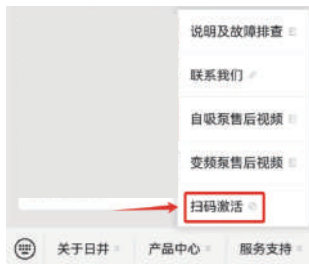 说明及故障排查
联系我们
自吸泵售后视频
变频泵售后视频
扫码激活
关于日井 产品中心 服务支持